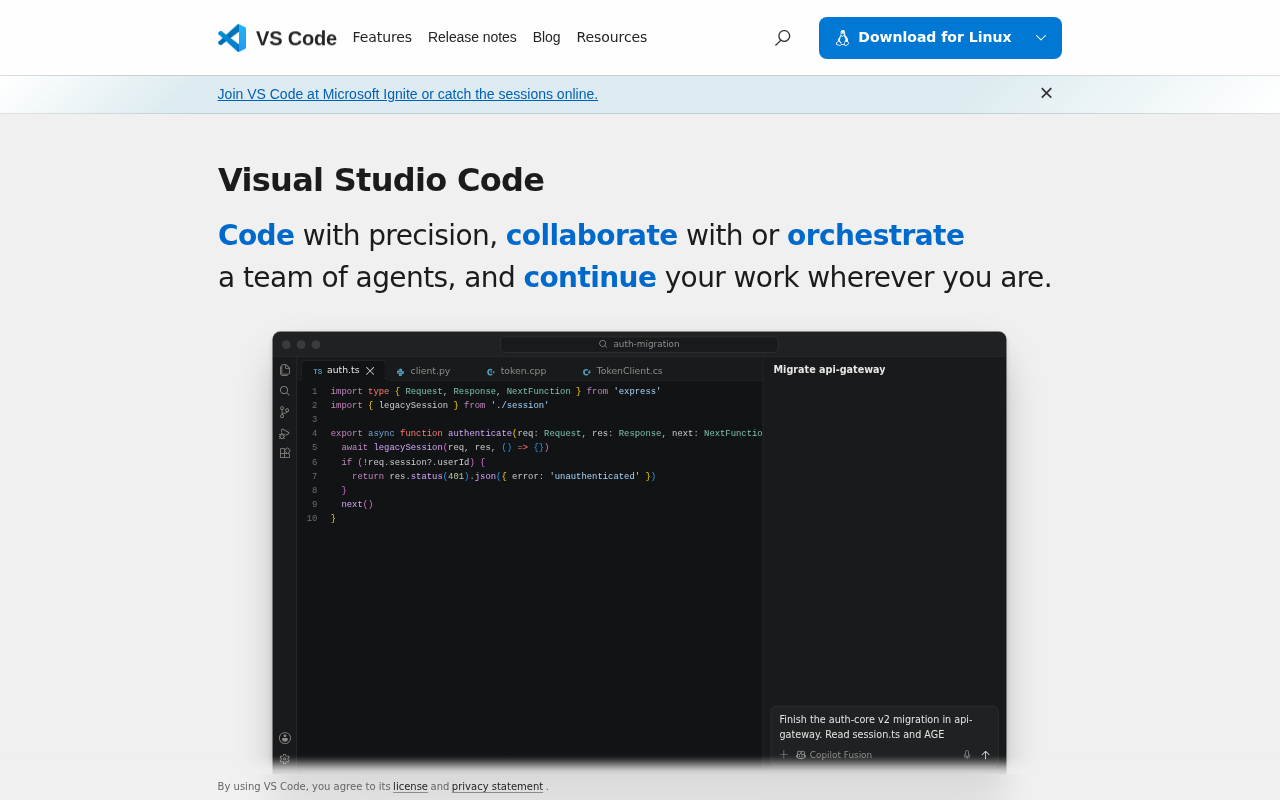 VS Code Features Release notes Blog Resources Download for Linux
Join VS Code at Microsoft Ignite or catch the sessions online.
Visual Studio Code
Code with precision, collaborate with or orchestrate
a team of agents, and continue your work wherever you are.
auth-migration
TS auth.ts client.py token.cpp TokenClient.cs
1 import type { Request, Response, NextFunction } from 'express'
2 import { legacySession } from './session'
3
4 export async function authenticate(req: Request, res: Response, next: NextFunctio
5 await legacySession(req, res, () => {})
6 if (!req.session?.userId) {
7 return res.status(401).json({ error: 'unauthenticated' })
8 }
9 next()
10 }
Migrate api-gateway
Finish the auth-core v2 migration in api-
gateway. Read session.ts and AGE
Copilot Fusion
By using VS Code, you agree to its license and privacy statement .